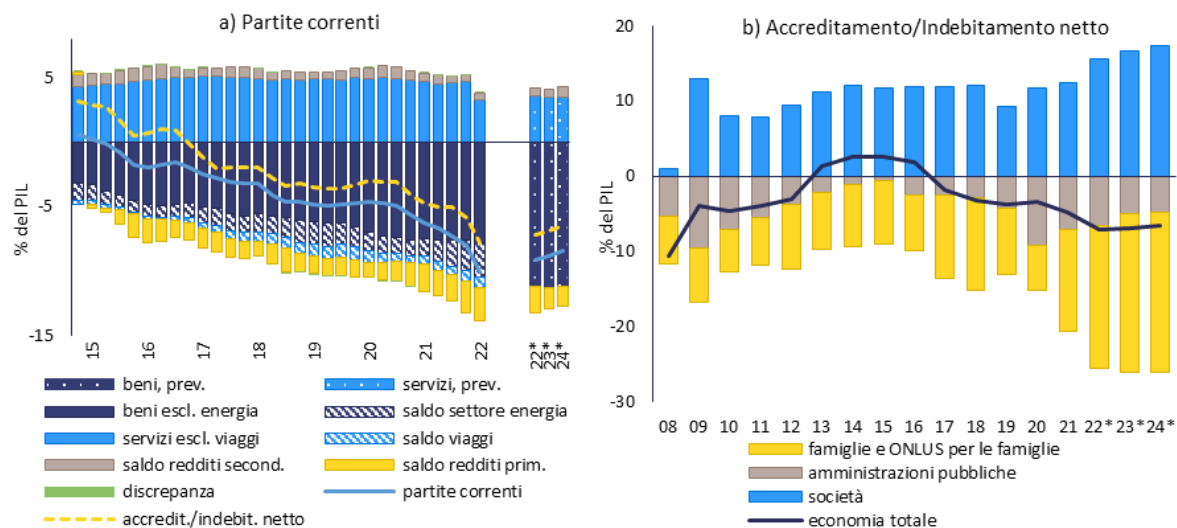 a) Partite correnti
% del PIL
5
-5
-15
15 16 17 18 19 20 21 22 22* 23* 24*
beni, prev.
servizi, prev.
beni escl. energia
saldo settore energia
servizi escl. viaggi
saldo viaggi
saldo redditi second.
saldo redditi prim.
discrepanza
partite correnti
accredit./indebit. netto
b) Accreditamento/Indebitamento netto
% del PIL
20
10
0
-10
-20
-30
08 09 10 11 12 13 14 15 16 17 18 19 20 21 22* 23* 24*
famiglie e ONLUS per le famiglie
amministrazioni pubbliche
società
economia totale